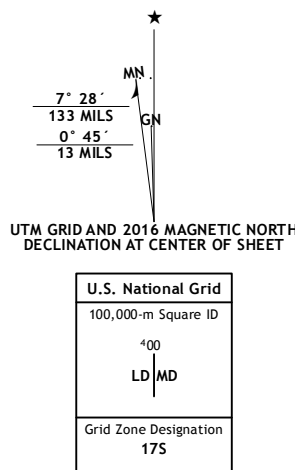 MN
GN
7° 28´
133 MILS
0° 45´
13 MILS
UTM GRID AND 2016 MAGNETIC NORTH
DECLINATION AT CENTER OF SHEET
U.S. National Grid
100,000-m Square ID
⁴00
LD MD
Grid Zone Designation
17S